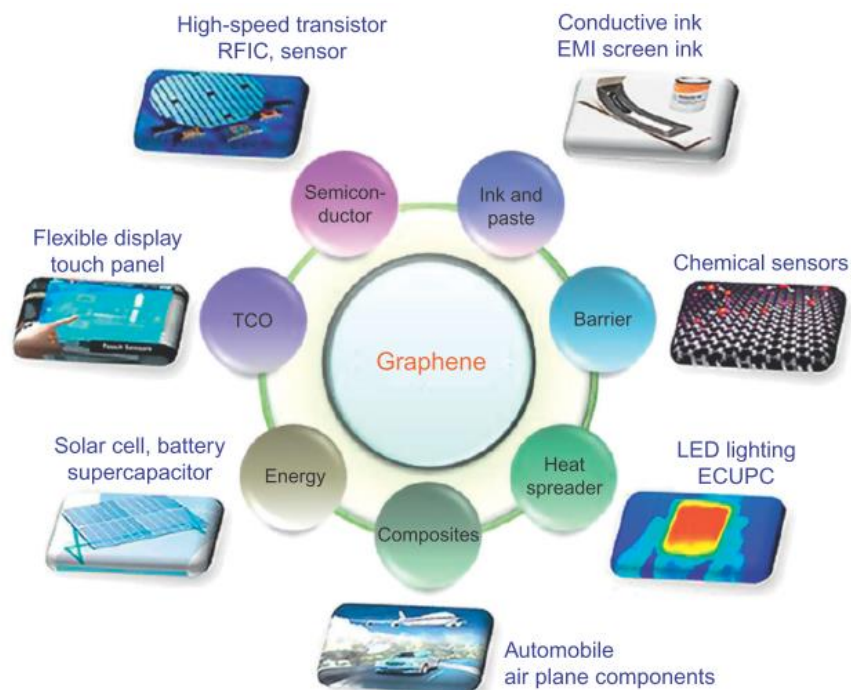 High-speed transistor
RFIC, sensor
Conductive ink
EMI screen ink
Semicon-
ductor
Ink and
paste
Flexible display
touch panel
Touch Sensors
TCO
Barrier
Chemical sensors
Graphene
Solar cell, battery
supercapacitor
Energy
Heat
spreader
LED lighting
ECUPC
Composites
Automobile
air plane components